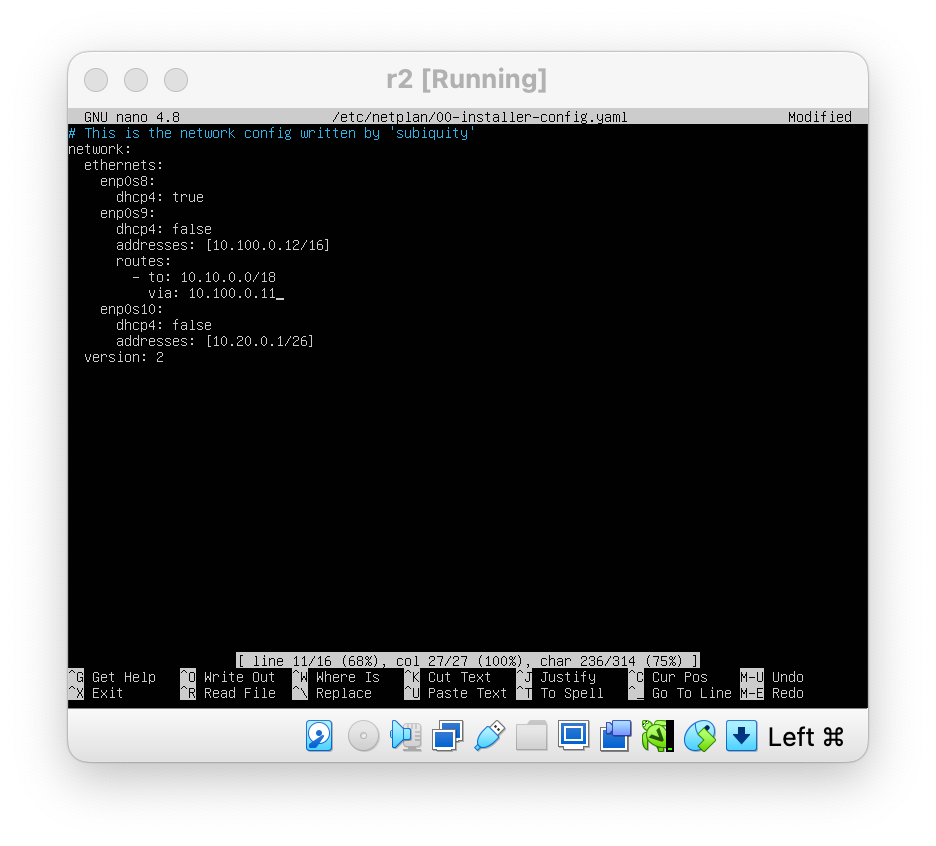 r2 [Running]
GNU nano 4.8 /etc/netplan/00-installer-config.yaml Modified
# This is the network config written by 'subiquity'
network:
  ethernets:
    enp0s8:
      dhcp4: true
    enp0s9:
      dhcp4: false
      addresses: [10.100.0.12/16]
      routes:
        - to: 10.10.0.0/18
          via: 10.100.0.11_
    enp0s10:
      dhcp4: false
      addresses: [10.20.0.1/26]
  version: 2
[ line 11/16 (68%), col 27/27 (100%), char 236/314 (75%) ]
^G Get Help ^O Write Out ^W Where Is ^K Cut Text ^J Justify ^C Cur Pos M-U Undo
^X Exit ^R Read File ^\ Replace ^U Paste Text ^T To Spell ^_ Go To Line M-E Redo
Left ⌘